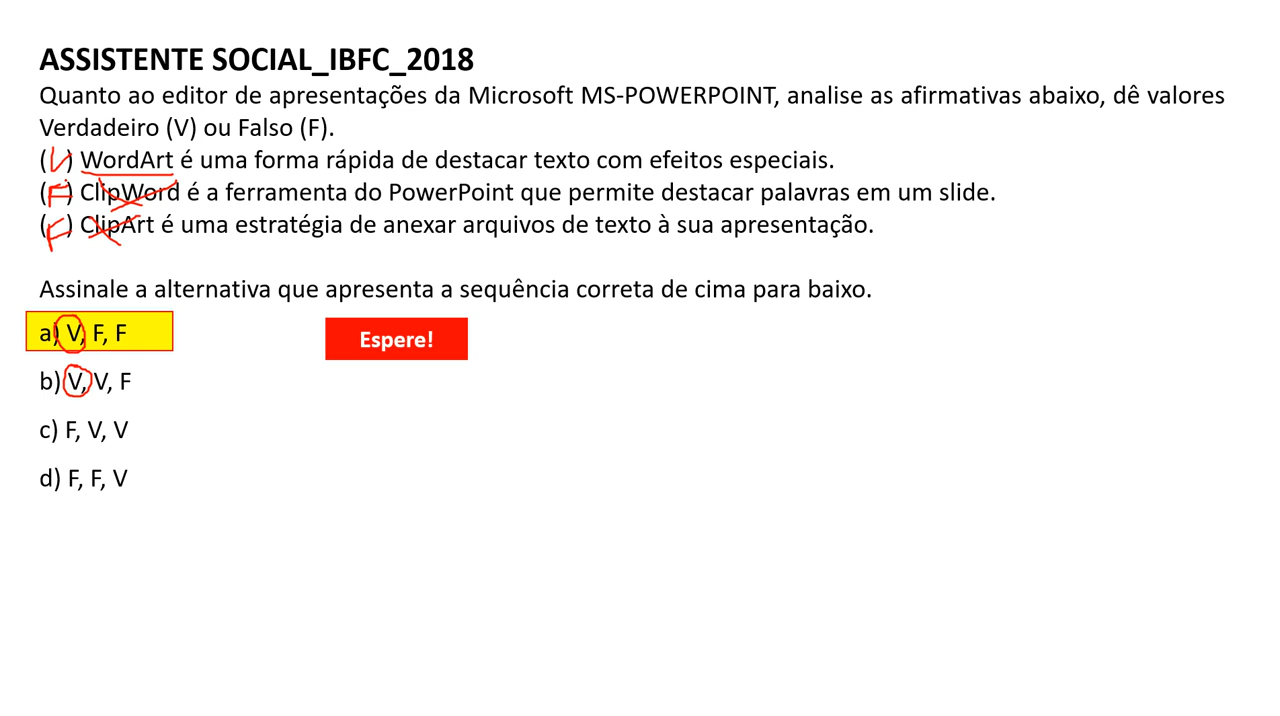 ASSISTENTE SOCIAL_IBFC_2018
Quanto ao editor de apresentações da Microsoft MS-POWERPOINT, analise as afirmativas abaixo, dê valores
Verdadeiro (V) ou Falso (F).
(V) WordArt é uma forma rápida de destacar texto com efeitos especiais.
(F) ClipWord é a ferramenta do PowerPoint que permite destacar palavras em um slide.
(F) ClipArt é uma estratégia de anexar arquivos de texto à sua apresentação.
Assinale a alternativa que apresenta a sequência correta de cima para baixo.
a) V, F, F
Espere!
b) V, V, F
c) F, V, V
d) F, F, V